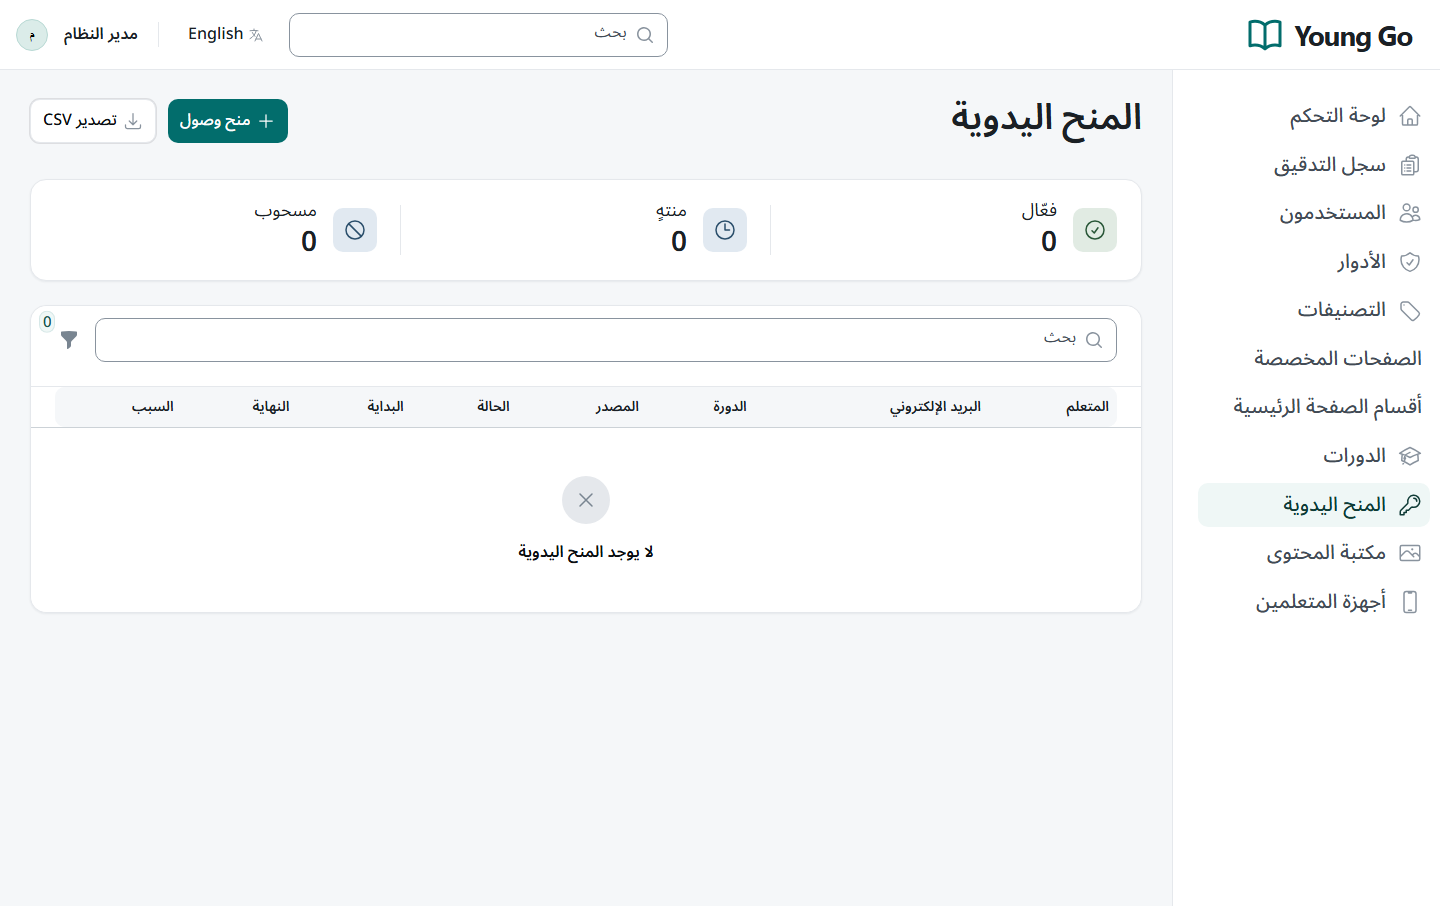 Young Go
بحث
English
مدير النظام
م
لوحة التحكم
سجل التدقيق
المستخدمون
الأدوار
التصنيفات
الصفحات المخصصة
أقسام الصفحة الرئيسية
الدورات
المنح اليدوية
مكتبة المحتوى
أجهزة المتعلمين
المنح اليدوية
منح وصول
تصدير CSV
فعّال
0
منتهٍ
0
مسحوب
0
بحث
0
المتعلم البريد الإلكتروني الدورة المصدر الحالة البداية النهاية السبب
لا يوجد المنح اليدوية